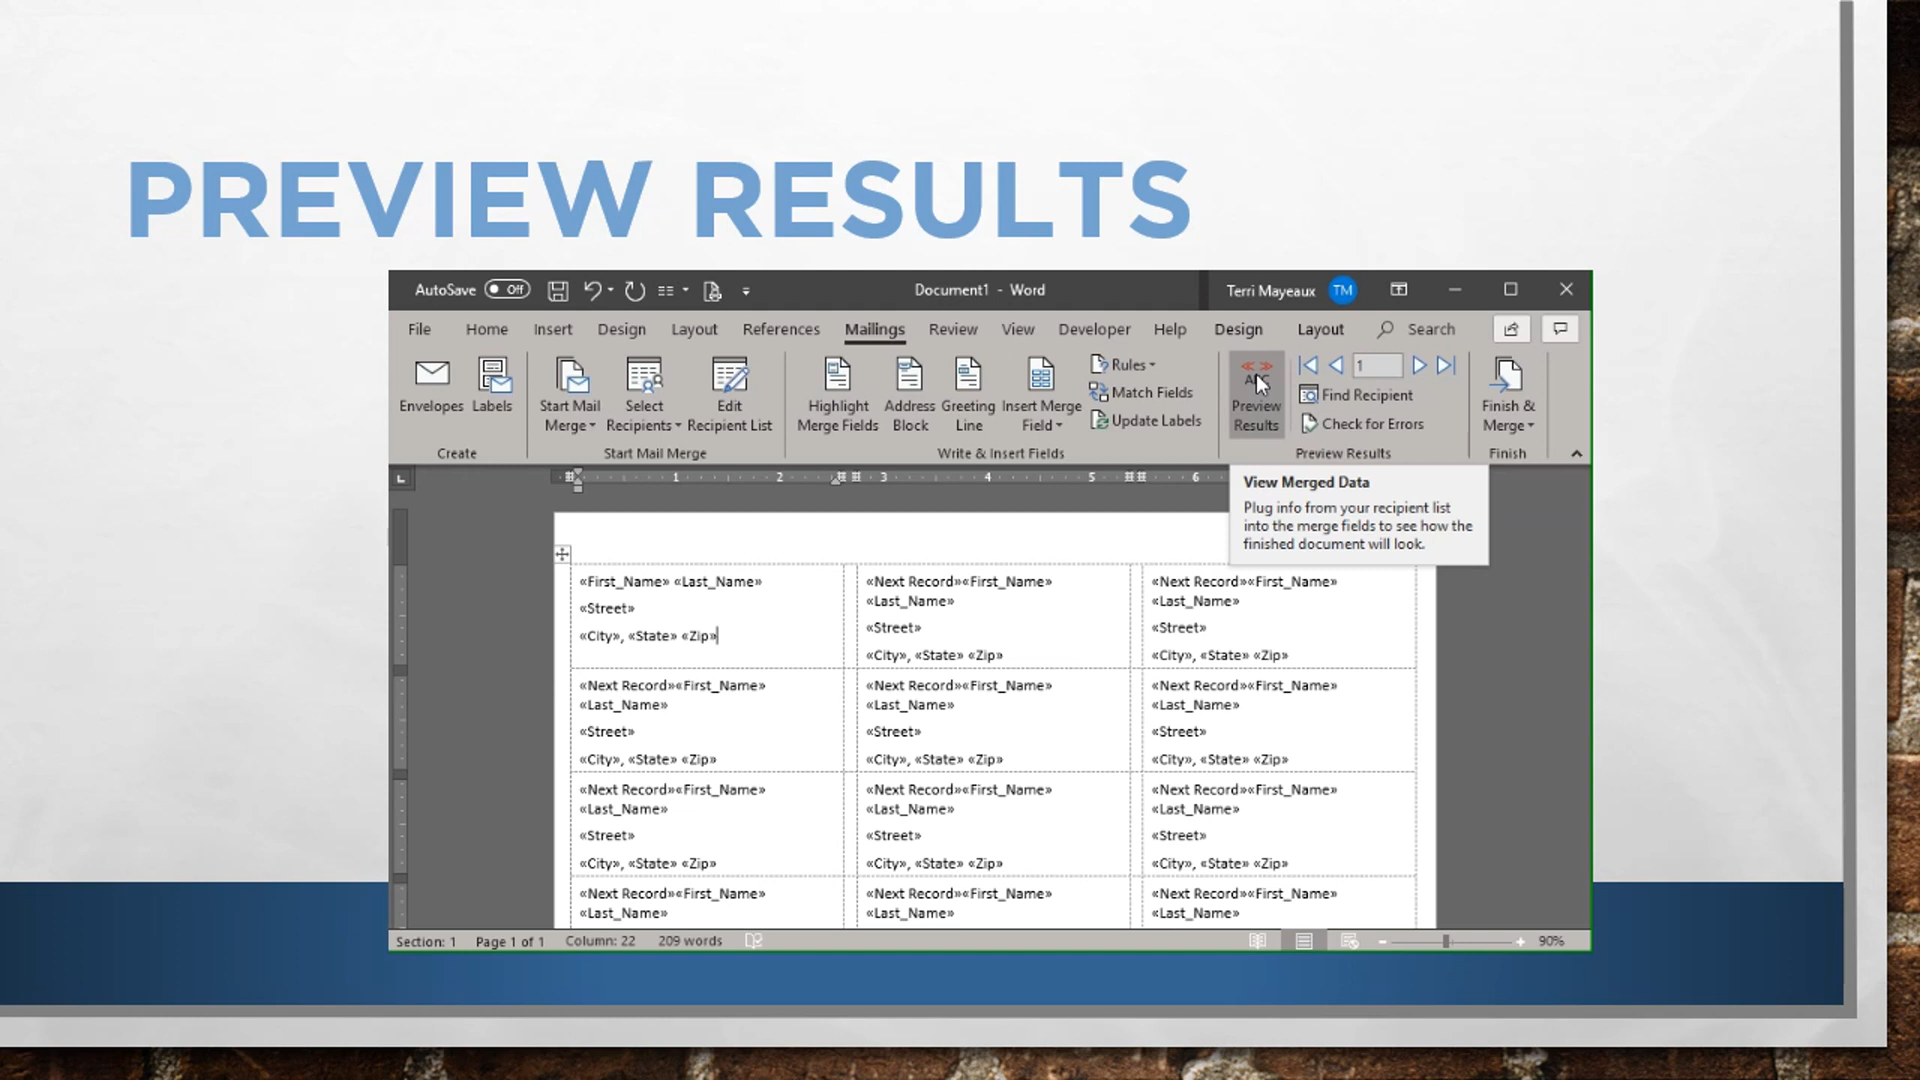 PREVIEW RESULTS
AutoSave Off Document1 - Word Terri Mayeaux TM
File Home Insert Design Layout References Mailings Review View Developer Help Design Layout Search
Envelopes Labels
Create
Start Mail Merge
Select Recipients
Edit Recipient List
Start Mail Merge
Highlight Merge Fields
Address Block
Greeting Line
Insert Merge Field
Rules
Match Fields
Update Labels
Write & Insert Fields
ABC
Preview Results
1
Find Recipient
Check for Errors
Preview Results
Finish & Merge
Finish
1 2 3 4 5 6
View Merged Data
Plug info from your recipient list
into the merge fields to see how the
finished document will look.
«First_Name» «Last_Name»
«Street»
«City», «State» «Zip»
«Next Record»«First_Name»
«Last_Name»
«Street»
«City», «State» «Zip»
«Next Record»«First_Name»
«Last_Name»
«Street»
«City», «State» «Zip»
«Next Record»«First_Name»
«Last_Name»
«Street»
«City», «State» «Zip»
«Next Record»«First_Name»
«Last_Name»
«Street»
«City», «State» «Zip»
«Next Record»«First_Name»
«Last_Name»
«Street»
«City», «State» «Zip»
«Next Record»«First_Name»
«Last_Name»
«Street»
«City», «State» «Zip»
«Next Record»«First_Name»
«Last_Name»
«Street»
«City», «State» «Zip»
«Next Record»«First_Name»
«Last_Name»
«Street»
«City», «State» «Zip»
«Next Record»«First_Name»
«Last_Name»
«Next Record»«First_Name»
«Last_Name»
«Next Record»«First_Name»
«Last_Name»
Section: 1 Page 1 of 1 Column: 22 209 words 90%